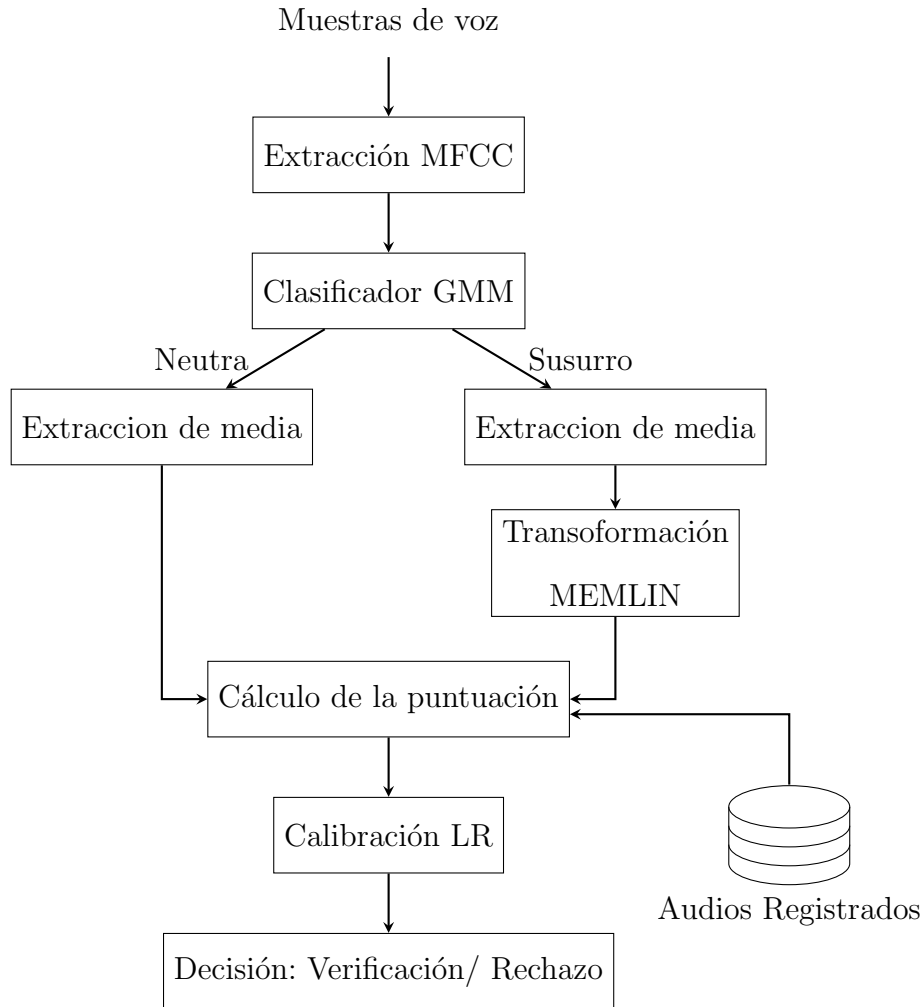 Muestras de voz
Extracción MFCC
Clasificador GMM
Neutra
Susurro
Extraccion de media
Extraccion de media
Transoformación
MEMLIN
Cálculo de la puntuación
Calibración LR
Audios Registrados
Decisión: Verificación/ Rechazo